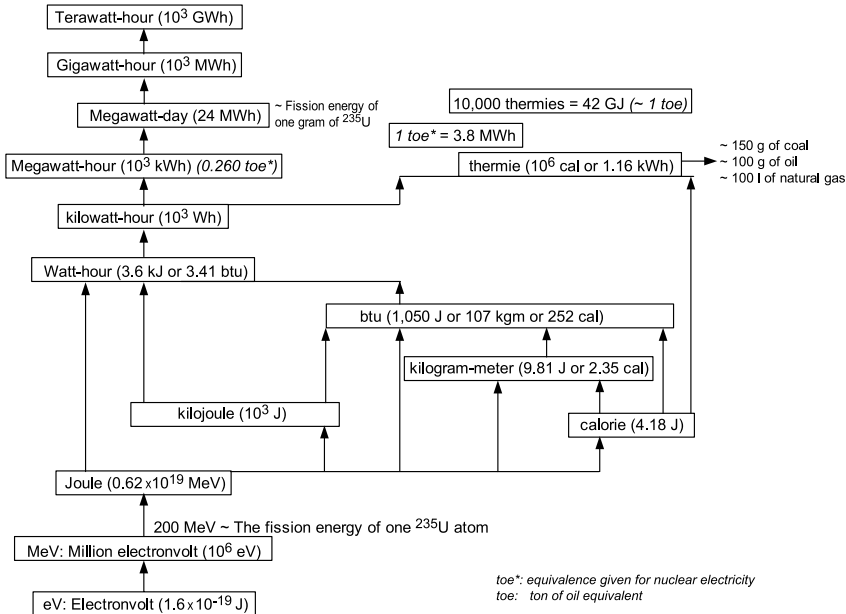 Terawatt-hour (10³ GWh)
Gigawatt-hour (10³ MWh)
Megawatt-day (24 MWh)
~ Fission energy of
one gram of ²³⁵U
10,000 thermies = 42 GJ (~ 1 toe)
1 toe* = 3.8 MWh
Megawatt-hour (10³ kWh) (0.260 toe*)
thermie (10⁶ cal or 1.16 kWh)
~ 150 g of coal
~ 100 g of oil
~ 100 l of natural gas
kilowatt-hour (10³ Wh)
Watt-hour (3.6 kJ or 3.41 btu)
btu (1,050 J or 107 kgm or 252 cal)
kilogram-meter (9.81 J or 2.35 cal)
kilojoule (10³ J)
calorie (4.18 J)
Joule (0.62 x10¹⁹ MeV)
200 MeV ~ The fission energy of one ²³⁵U atom
MeV: Million electronvolt (10⁶ eV)
eV: Electronvolt (1.6 x10⁻¹⁹ J)
toe*: equivalence given for nuclear electricity
toe: ton of oil equivalent